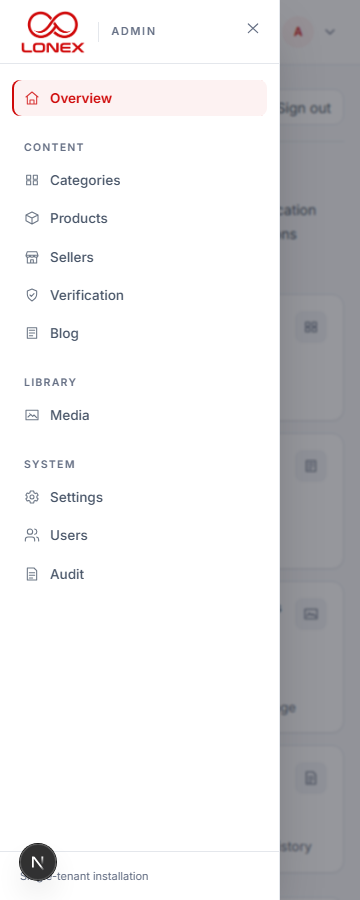 LONEX
ADMIN
A
Sign out
Overview
CONTENT
Categories
Products
Sellers
Verification
Blog
LIBRARY
Media
SYSTEM
Settings
Users
Audit
N
-tenant installation